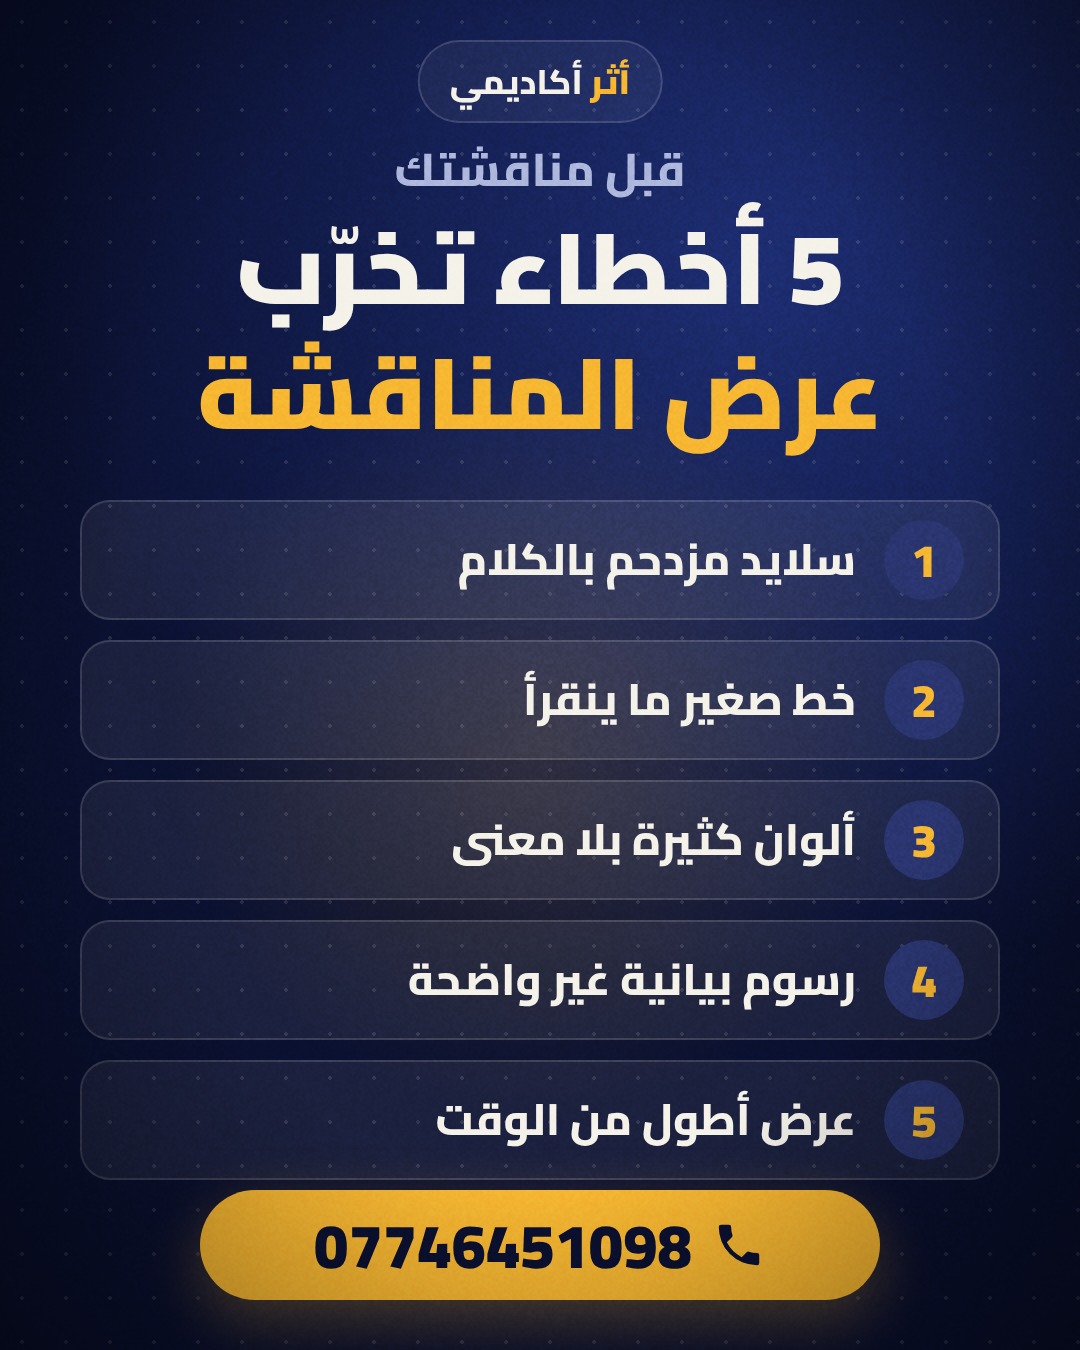 أثر أكاديمي
قبل مناقشتك
5 أخطاء تخرّب
عرض المناقشة
1 سلايد مزدحم بالكلام
2 خط صغير ما ينقرأ
3 ألوان كثيرة بلا معنى
4 رسوم بيانية غير واضحة
5 عرض أطول من الوقت
07746451098